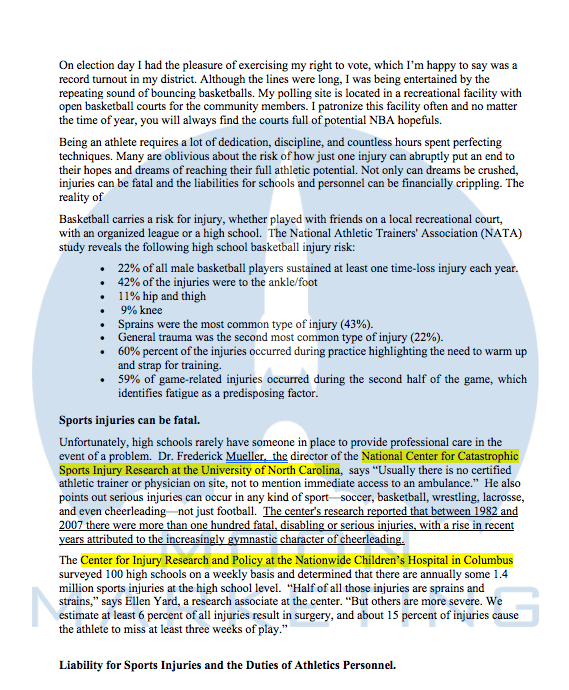 On election day I had the pleasure of exercising my right to vote, which I’m happy to say was a
record turnout in my district. Although the lines were long, I was being entertained by the
repeating sound of bouncing basketballs. My polling site is located in a recreational facility with
open basketball courts for the community members. I patronize this facility often and no matter
the time of year, you will always find the courts full of potential NBA hopefuls.
Being an athlete requires a lot of dedication, discipline, and countless hours spent perfecting
techniques. Many are oblivious about the risk of how just one injury can abruptly put an end to
their hopes and dreams of reaching their full athletic potential. Not only can dreams be crushed,
injuries can be fatal and the liabilities for schools and personnel can be financially crippling. The
reality of
Basketball carries a risk for injury, whether played with friends on a local recreational court,
with an organized league or a high school. The National Athletic Trainers' Association (NATA)
study reveals the following high school basketball injury risk:
• 22% of all male basketball players sustained at least one time-loss injury each year.
• 42% of the injuries were to the ankle/foot
• 11% hip and thigh
• 9% knee
• Sprains were the most common type of injury (43%).
• General trauma was the second most common type of injury (22%).
• 60% percent of the injuries occurred during practice highlighting the need to warm up
and strap for training.
• 59% of game-related injuries occurred during the second half of the game, which
identifies fatigue as a predisposing factor.
Sports injuries can be fatal.
Unfortunately, high schools rarely have someone in place to provide professional care in the
event of a problem. Dr. Frederick Mueller, the director of the National Center for Catastrophic
Sports Injury Research at the University of North Carolina, says “Usually there is no certified
athletic trainer or physician on site, not to mention immediate access to an ambulance.” He also
points out serious injuries can occur in any kind of sport—soccer, basketball, wrestling, lacrosse,
and even cheerleading—not just football. The center's research reported that between 1982 and
2007 there were more than one hundred fatal, disabling or serious injuries, with a rise in recent
years attributed to the increasingly gymnastic character of cheerleading.
The Center for Injury Research and Policy at the Nationwide Children’s Hospital in Columbus
surveyed 100 high schools on a weekly basis and determined that there are annually some 1.4
million sports injuries at the high school level. “Half of all those injuries are sprains and
strains,” says Ellen Yard, a research associate at the center. “But others are more severe. We
estimate at least 6 percent of all injuries result in surgery, and about 15 percent of injuries cause
the athlete to miss at least three weeks of play.”
Liability for Sports Injuries and the Duties of Athletics Personnel.
MOON
MARKETING